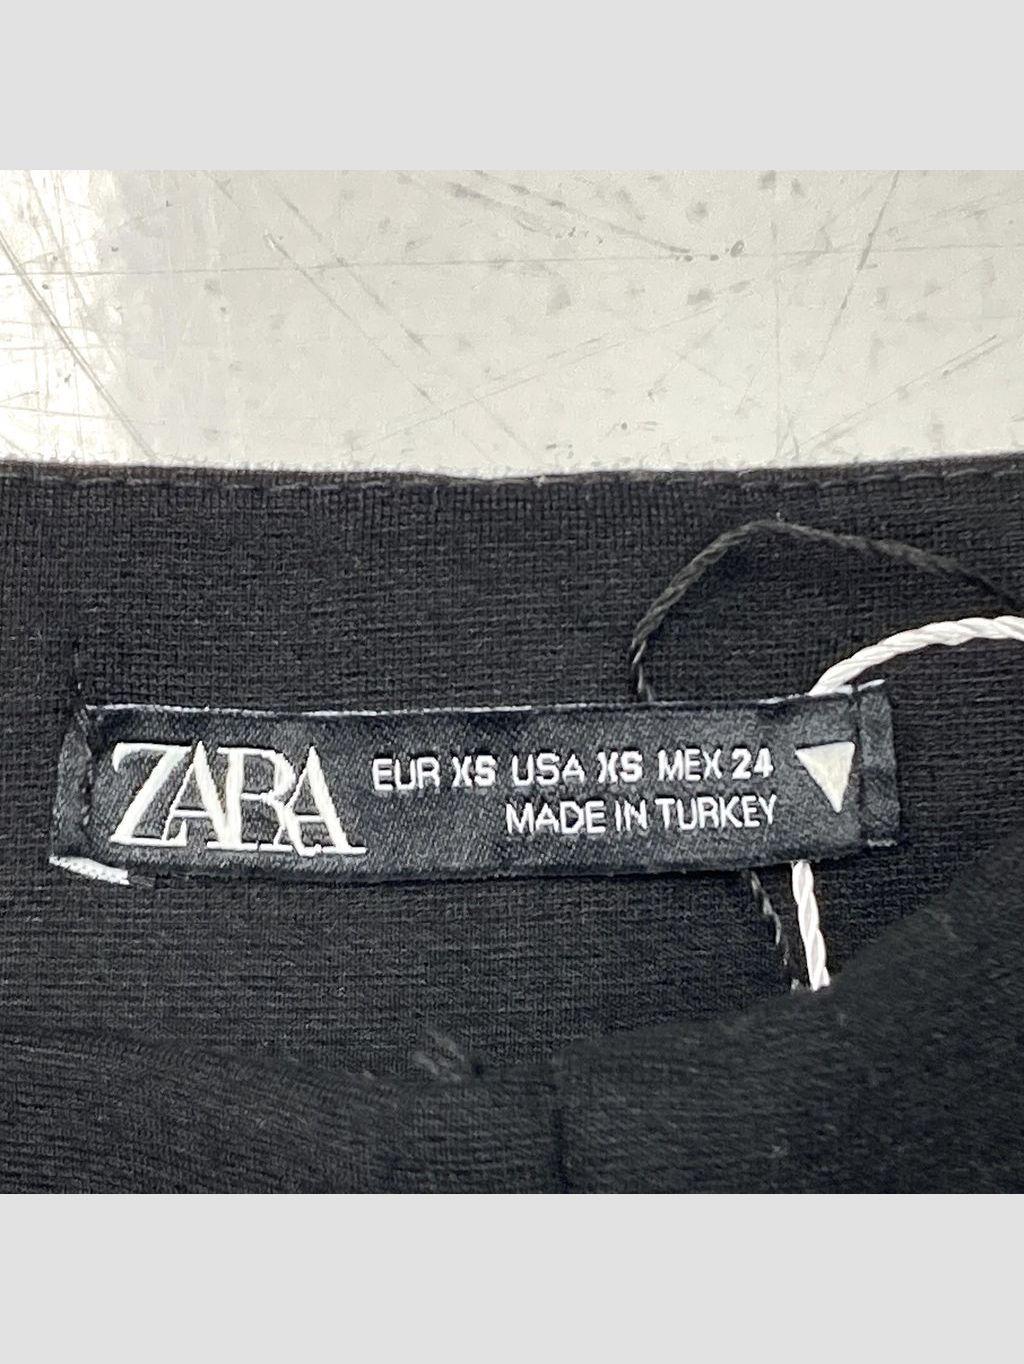 ZARA
EUR XS USA XS MEX 24
MADE IN TURKEY